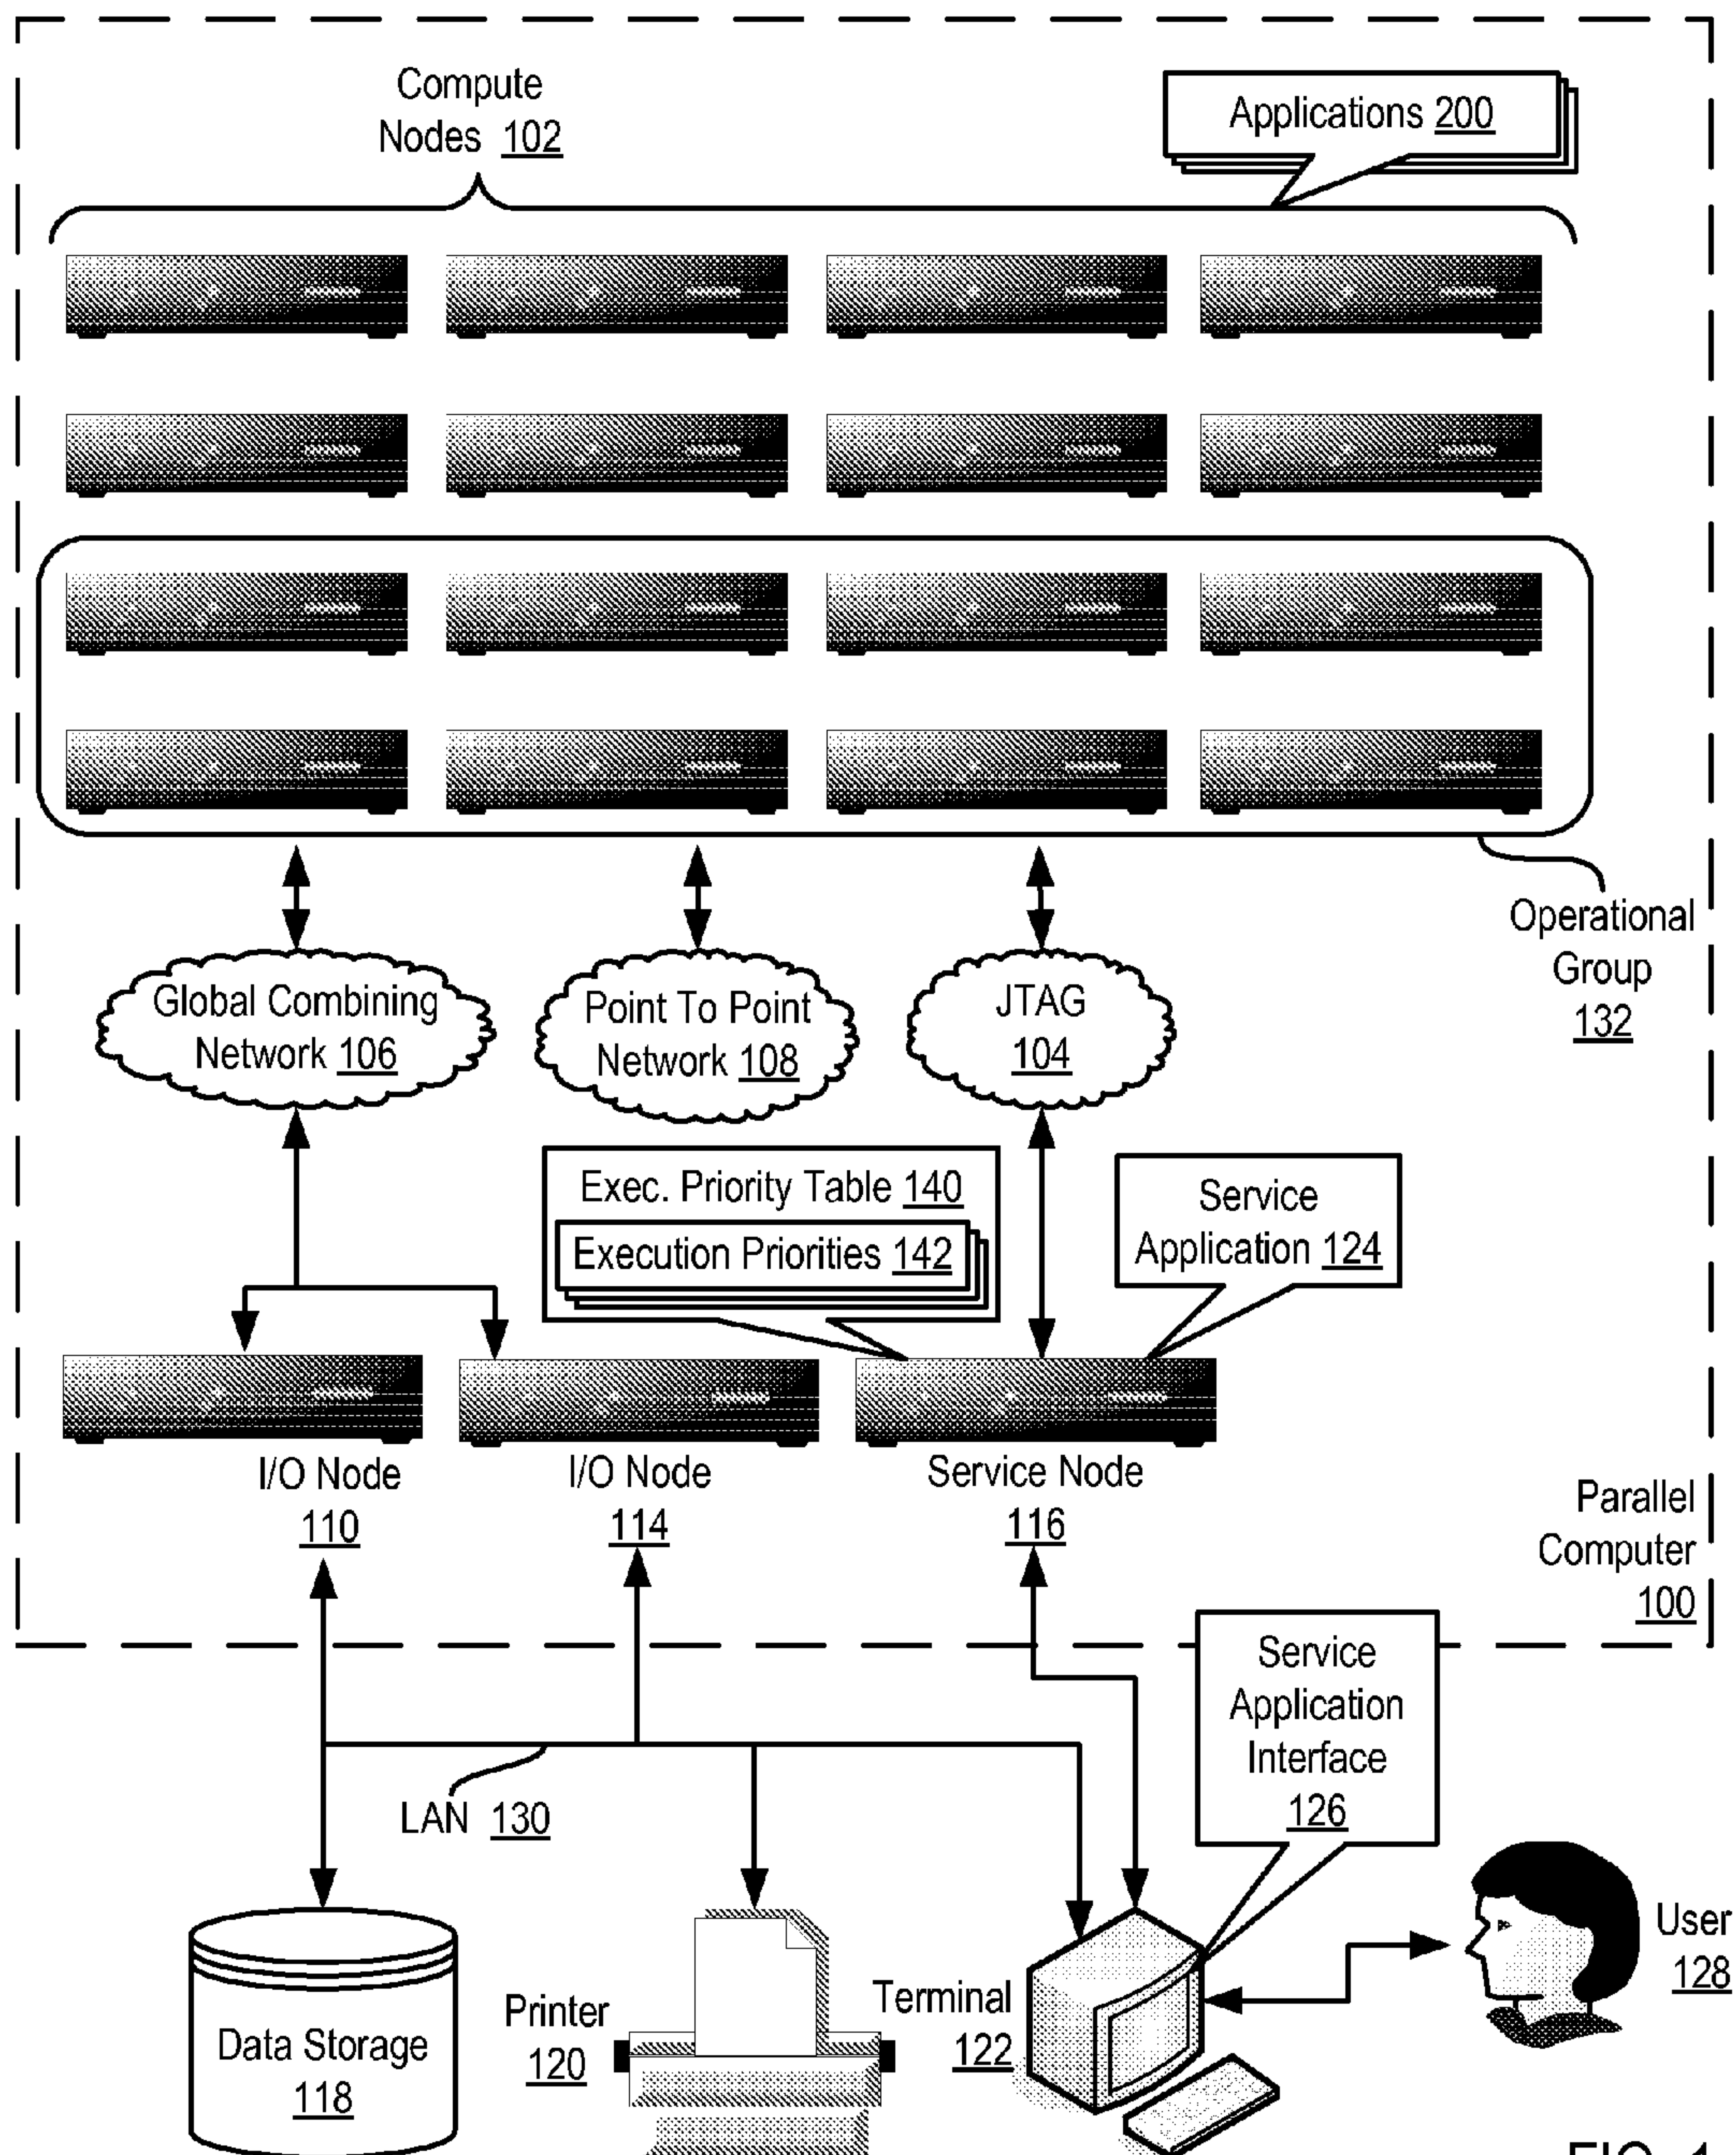 Compute
Nodes 102
Applications 200
Operational
Group
132
Global Combining
Network 106
Point To Point
Network 108
JTAG
104
Exec. Priority Table 140
Execution Priorities 142
Service
Application 124
I/O Node
110
I/O Node
114
Service Node
116
Parallel
Computer
100
Service
Application
Interface
126
LAN 130
Data Storage
118
Printer
120
Terminal
122
User
128
FIG. 1